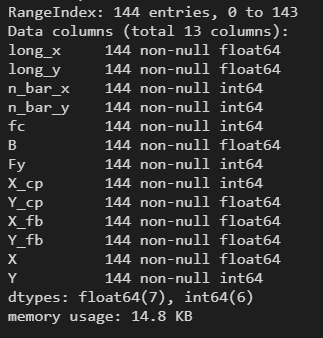 RangeIndex: 144 entries, 0 to 143
Data columns (total 13 columns):
long_x 144 non-null float64
long_y 144 non-null float64
n_bar_x 144 non-null int64
n_bar_y 144 non-null int64
fc 144 non-null int64
B 144 non-null float64
Fy 144 non-null int64
X_cp 144 non-null int64
Y_cp 144 non-null float64
X_fb 144 non-null float64
Y_fb 144 non-null float64
X 144 non-null float64
Y 144 non-null int64
dtypes: float64(7), int64(6)
memory usage: 14.8 KB